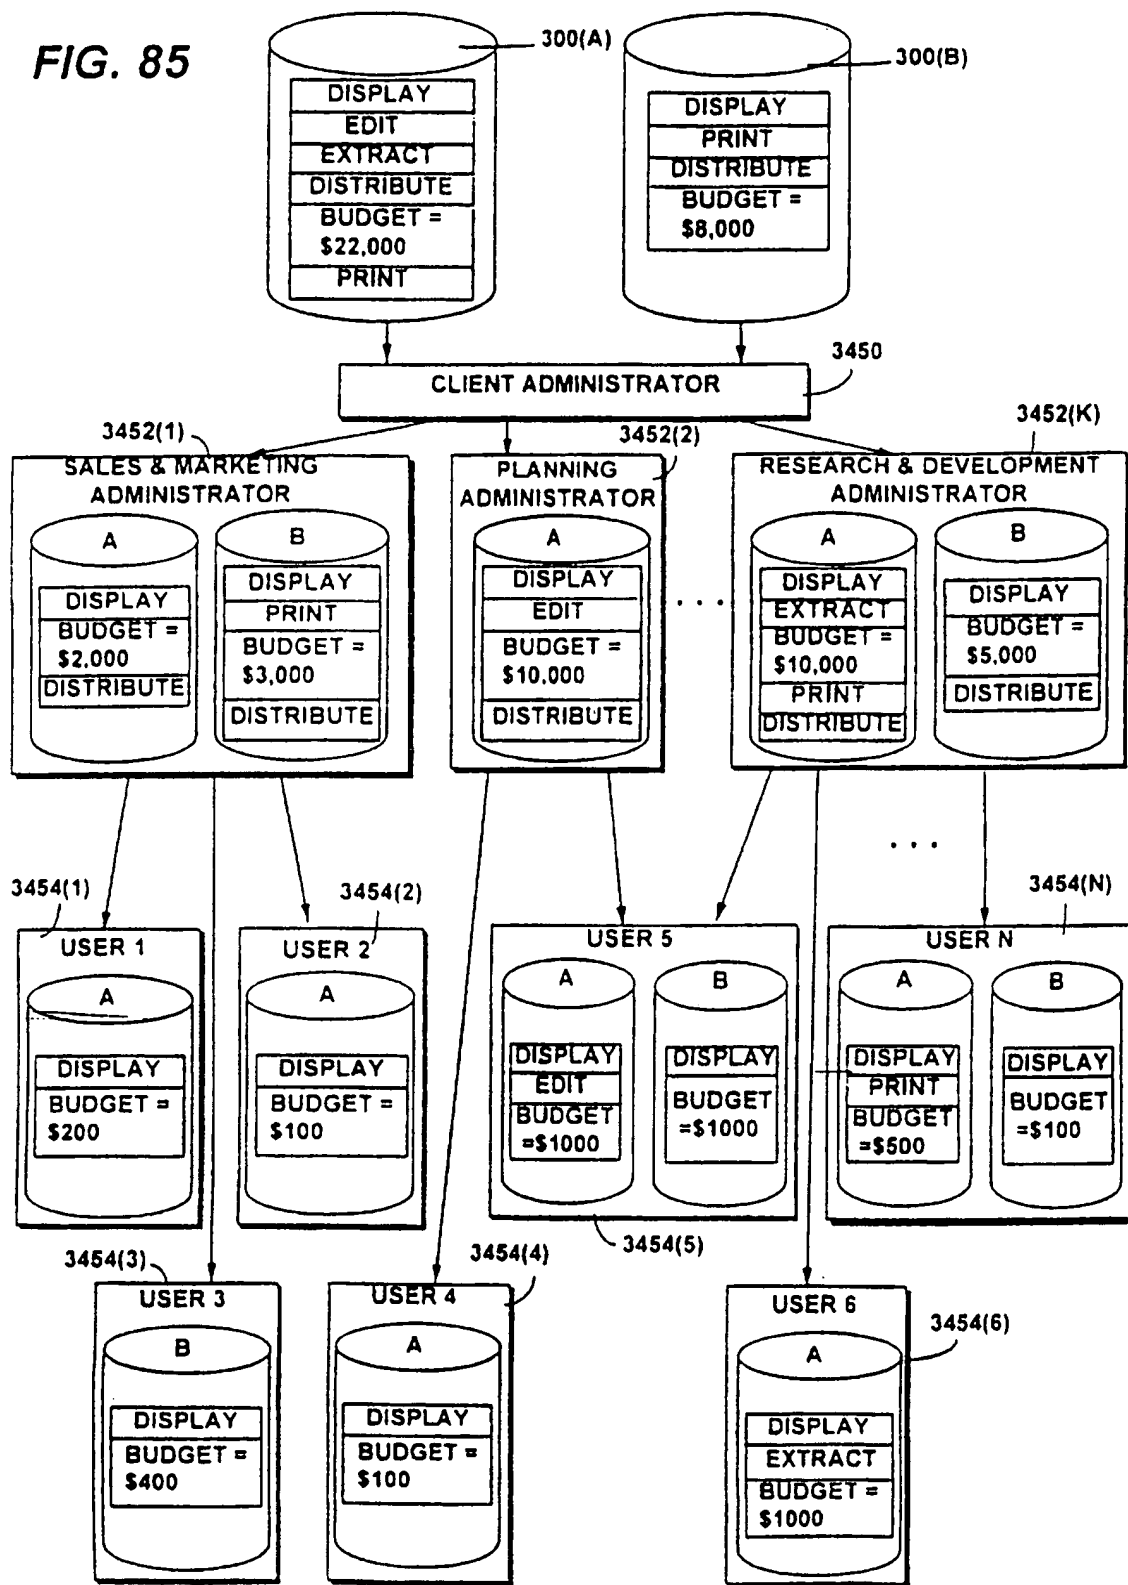 FIG. 85
300(A)
DISPLAY
EDIT
EXTRACT
DISTRIBUTE
BUDGET =
$22,000
PRINT
300(B)
DISPLAY
PRINT
DISTRIBUTE
BUDGET =
$8,000
CLIENT ADMINISTRATOR
3450
3452(1)
SALES & MARKETING
ADMINISTRATOR
A
DISPLAY
BUDGET =
$2,000
DISTRIBUTE
B
DISPLAY
PRINT
BUDGET =
$3,000
DISTRIBUTE
3452(2)
PLANNING
ADMINISTRATOR
A
DISPLAY
EDIT
BUDGET =
$10,000
DISTRIBUTE
. . .
3452(K)
RESEARCH & DEVELOPMENT
ADMINISTRATOR
A
DISPLAY
EXTRACT
BUDGET =
$10,000
PRINT
DISTRIBUTE
B
DISPLAY
BUDGET =
$5,000
DISTRIBUTE
. . .
3454(1)
USER 1
A
DISPLAY
BUDGET =
$200
3454(2)
USER 2
A
DISPLAY
BUDGET =
$100
USER 5
A
DISPLAY
EDIT
BUDGET
=$1000
B
DISPLAY
BUDGET
=$1000
3454(5)
3454(N)
USER N
A
DISPLAY
PRINT
BUDGET
=$500
B
DISPLAY
BUDGET
=$100
3454(3)
USER 3
B
DISPLAY
BUDGET =
$400
3454(4)
USER 4
A
DISPLAY
BUDGET =
$100
USER 6
3454(6)
A
DISPLAY
EXTRACT
BUDGET =
$1000